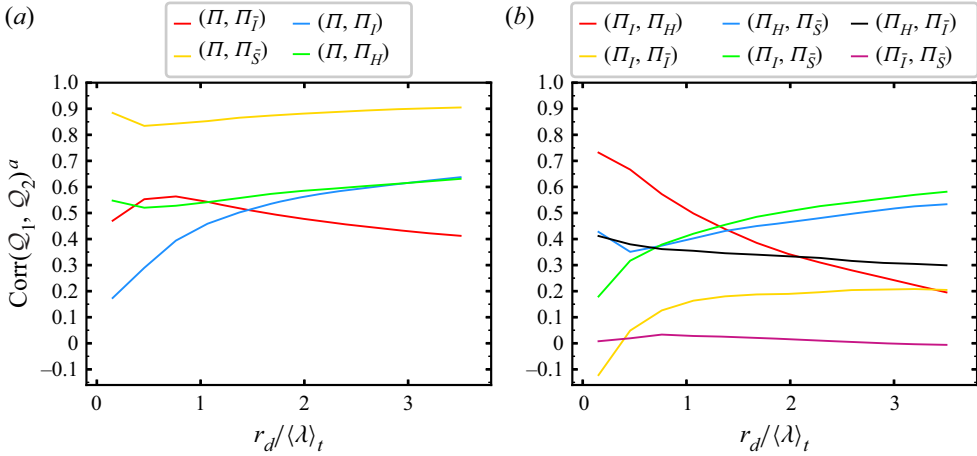 (a)
(Π, Π_Ĩ) (Π, Π_I)
(Π, Π_S̃) (Π, Π_H)
Corr(𝒬₁, 𝒬₂)ᵃ
1.0
0.9
0.8
0.7
0.6
0.5
0.4
0.3
0.2
0.1
0
–0.1
0 1 2 3
r_d/⟨λ⟩_t
(b)
(Π_I, Π_H) (Π_H, Π_S̃) (Π_H, Π_Ĩ)
(Π_I, Π_Ĩ) (Π_I, Π_S̃) (Π_Ĩ, Π_S̃)
1.0
0.9
0.8
0.7
0.6
0.5
0.4
0.3
0.2
0.1
0
–0.1
0 1 2 3
r_d/⟨λ⟩_t